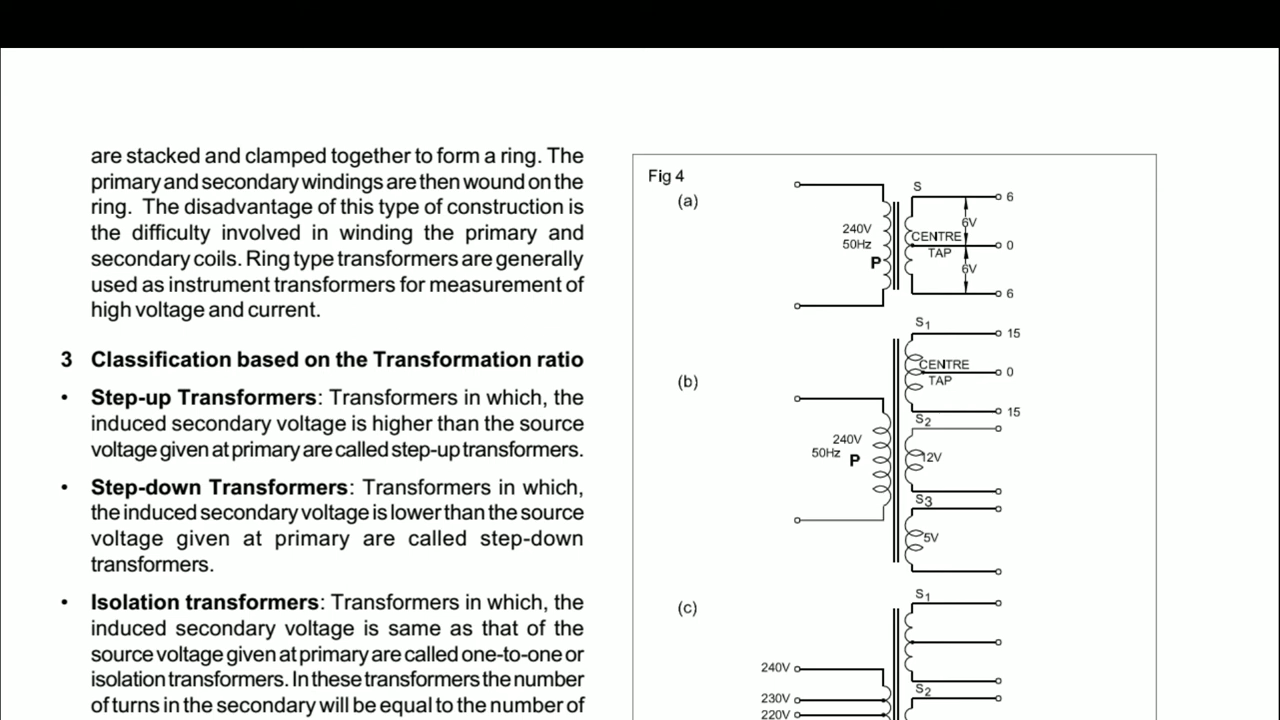 are stacked and clamped together to form a ring. The
primary and secondary windings are then wound on the
ring. The disadvantage of this type of construction is
the difficulty involved in winding the primary and
secondary coils. Ring type transformers are generally
used as instrument transformers for measurement of
high voltage and current.
3 Classification based on the Transformation ratio
• Step-up Transformers: Transformers in which, the
induced secondary voltage is higher than the source
voltage given at primary are called step-up transformers.
• Step-down Transformers: Transformers in which,
the induced secondary voltage is lower than the source
voltage given at primary are called step-down
transformers.
• Isolation transformers: Transformers in which, the
induced secondary voltage is same as that of the
source voltage given at primary are called one-to-one or
isolation transformers. In these transformers the number
of turns in the secondary will be equal to the number of
Fig 4
(a)
S
6
6V
240V
50Hz
P
CENTRE
TAP
0
6V
6
(b)
S1
15
CENTRE
TAP
0
15
S2
240V
50Hz
P
12V
S3
5V
(c)
S1
240V
230V
220V
S2